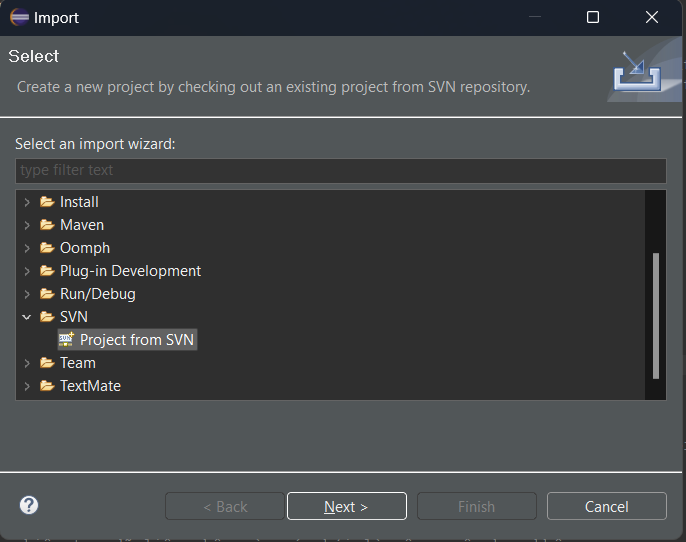 Import
Select
Create a new project by checking out an existing project from SVN repository.
Select an import wizard:
type filter text
Install
Maven
Oomph
Plug-in Development
Run/Debug
SVN
Project from SVN
Team
TextMate
< Back
Next >
Finish
Cancel